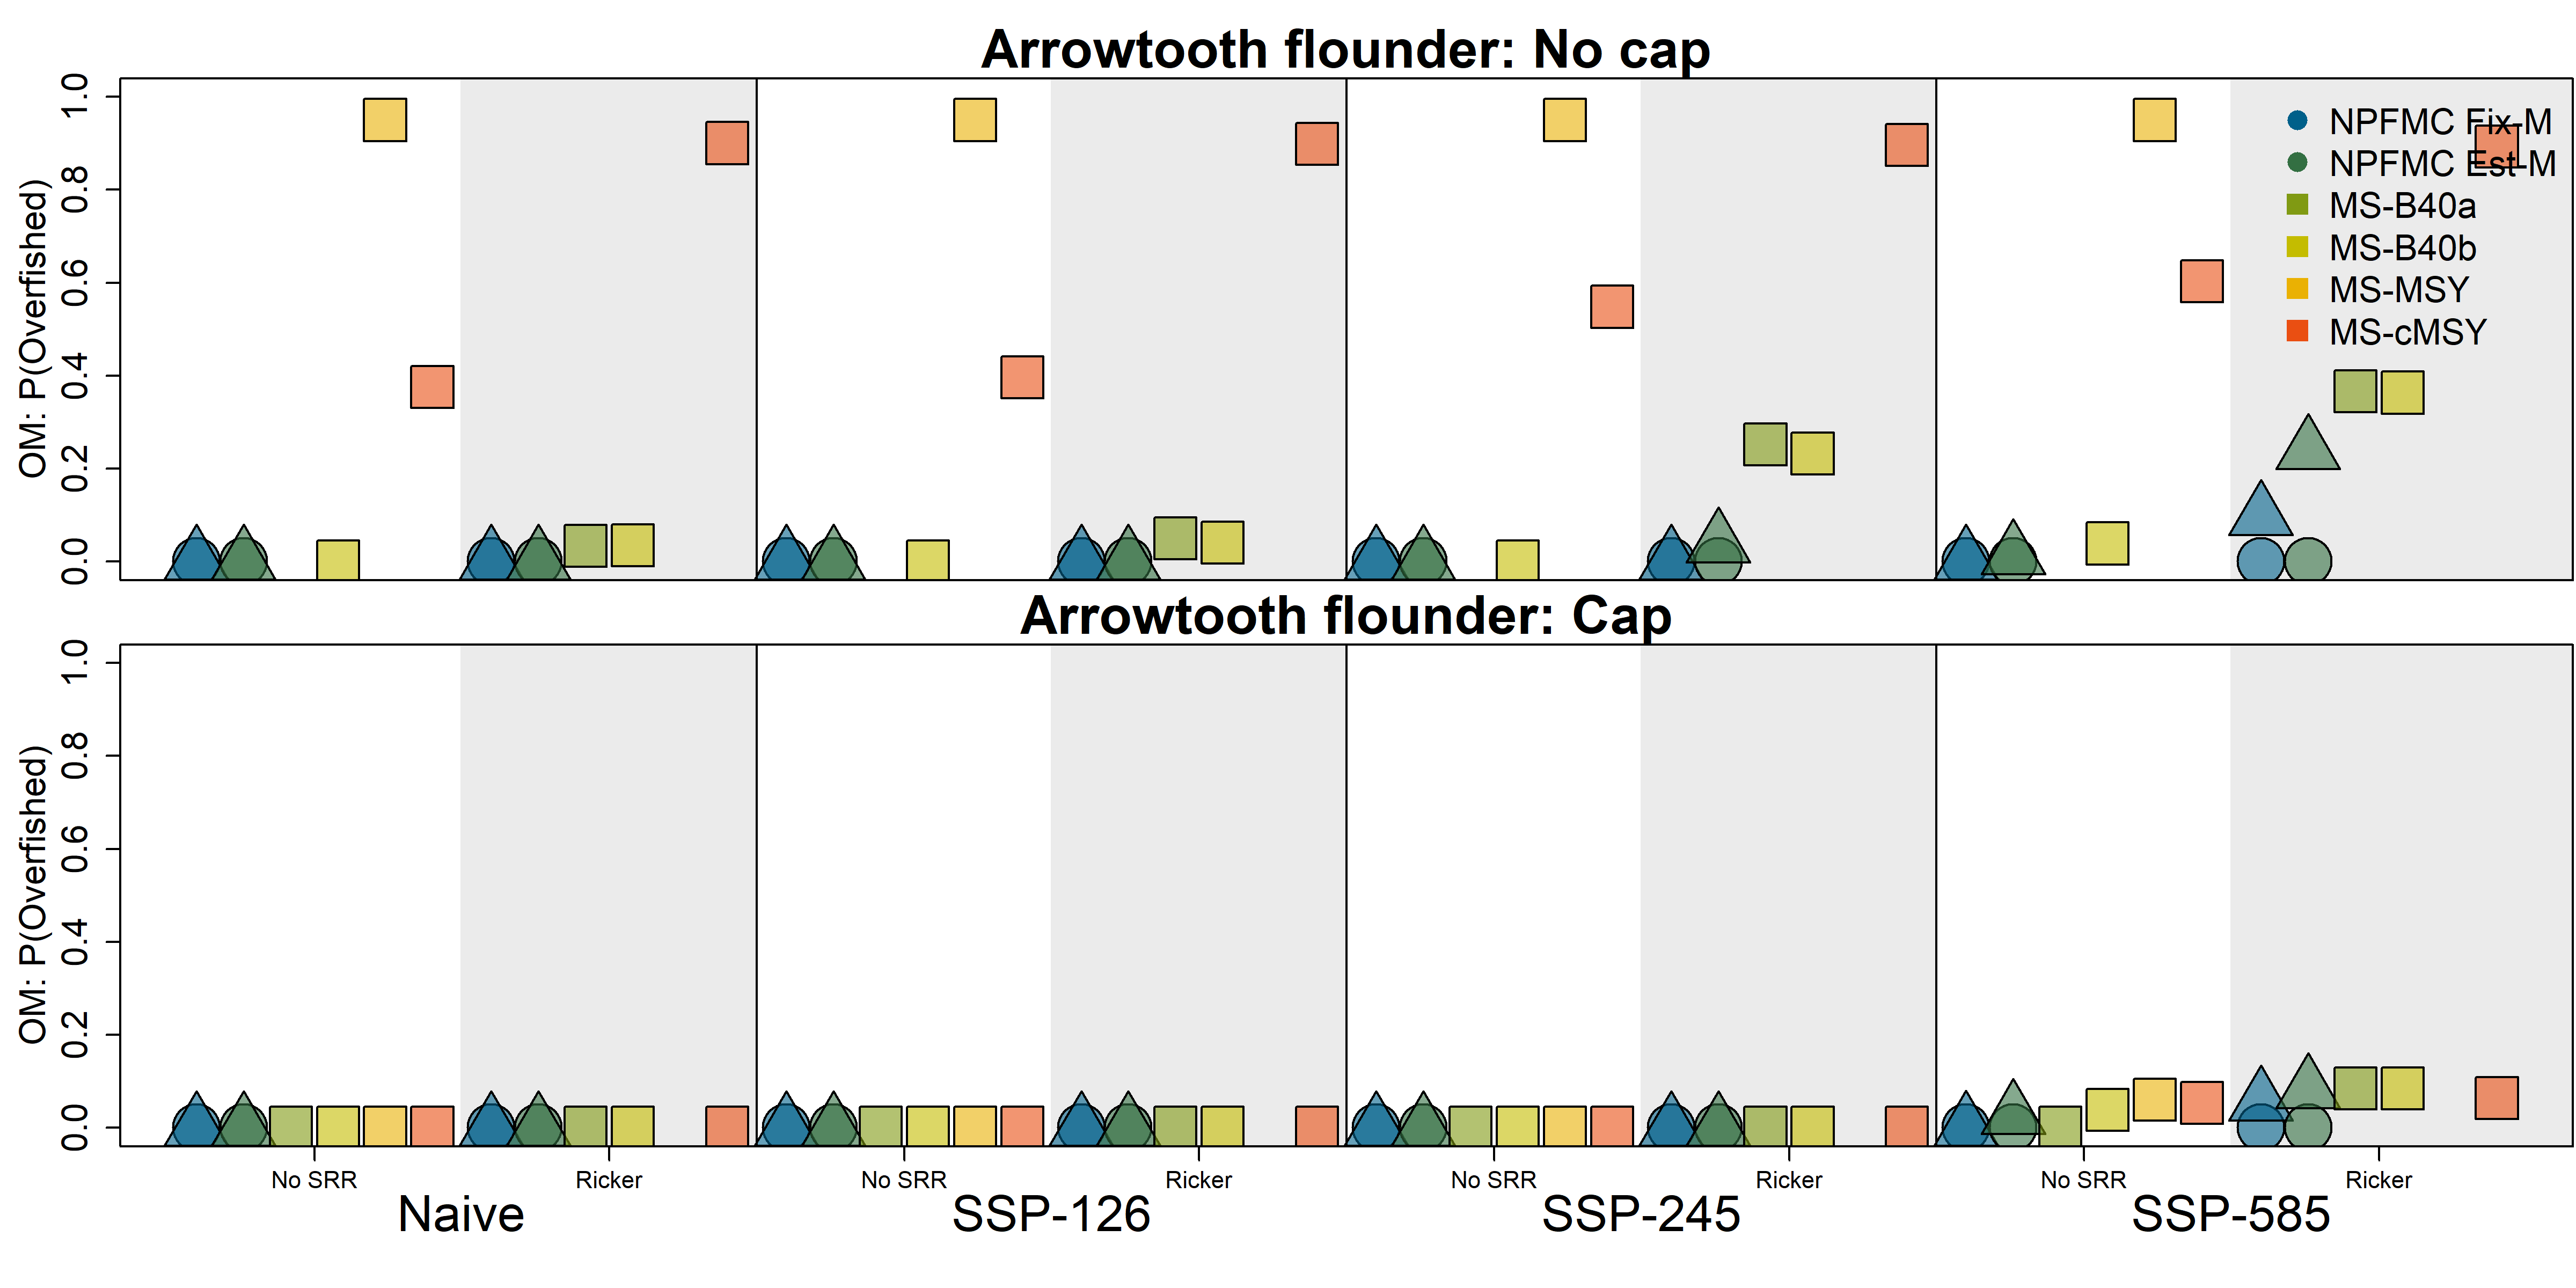 Arrowtooth flounder: No cap
OM: P(Overfished)
1.0
0.8
0.6
0.4
0.2
0.0
NPFMC Fix-M
NPFMC Est-M
MS-B40a
MS-B40b
MS-MSY
MS-cMSY
Arrowtooth flounder: Cap
OM: P(Overfished)
1.0
0.8
0.6
0.4
0.2
0.0
No SRR Ricker No SRR Ricker No SRR Ricker No SRR Ricker
Naive SSP-126 SSP-245 SSP-585